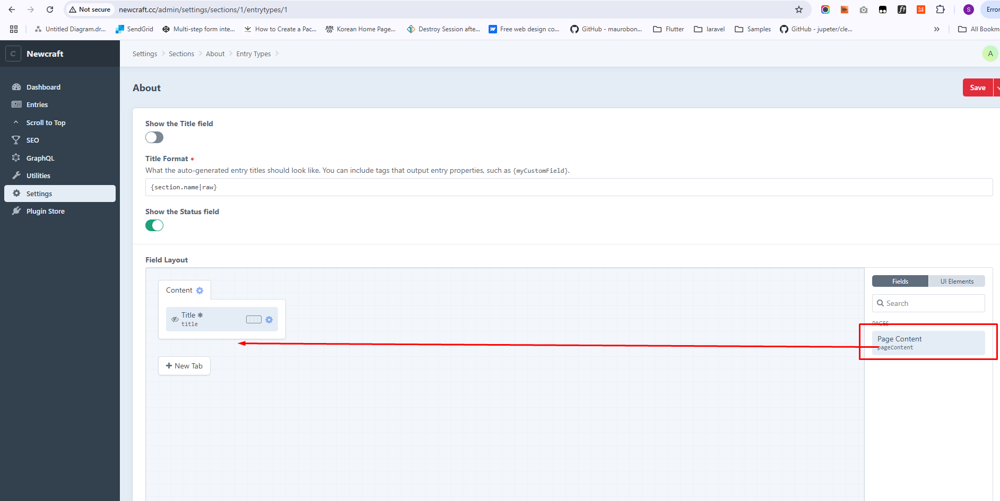 Not secure
newcraft.cc/admin/settings/sections/1/entrytypes/1
S
Error
Untitled Diagram.dr...
SendGrid
Multi-step form inte...
How to Create a Pac...
Korean Home Page...
Destroy Session afte...
Free web design co...
GitHub - maurobon...
Flutter
laravel
Samples
GitHub - jupeter/cle...
All Bookma
C
Newcraft
Settings
Sections
About
Entry Types
A
Dashboard
Entries
Scroll to Top
SEO
GraphQL
Utilities
Settings
Plugin Store
About
Save
Show the Title field
Title Format *
What the auto-generated entry titles should look like. You can include tags that output entry properties, such as {myCustomField}.
{section.name|raw}
Show the Status field
Field Layout
Content
Title *
title
New Tab
Fields
UI Elements
Search
PAGES
Page Content
pageContent